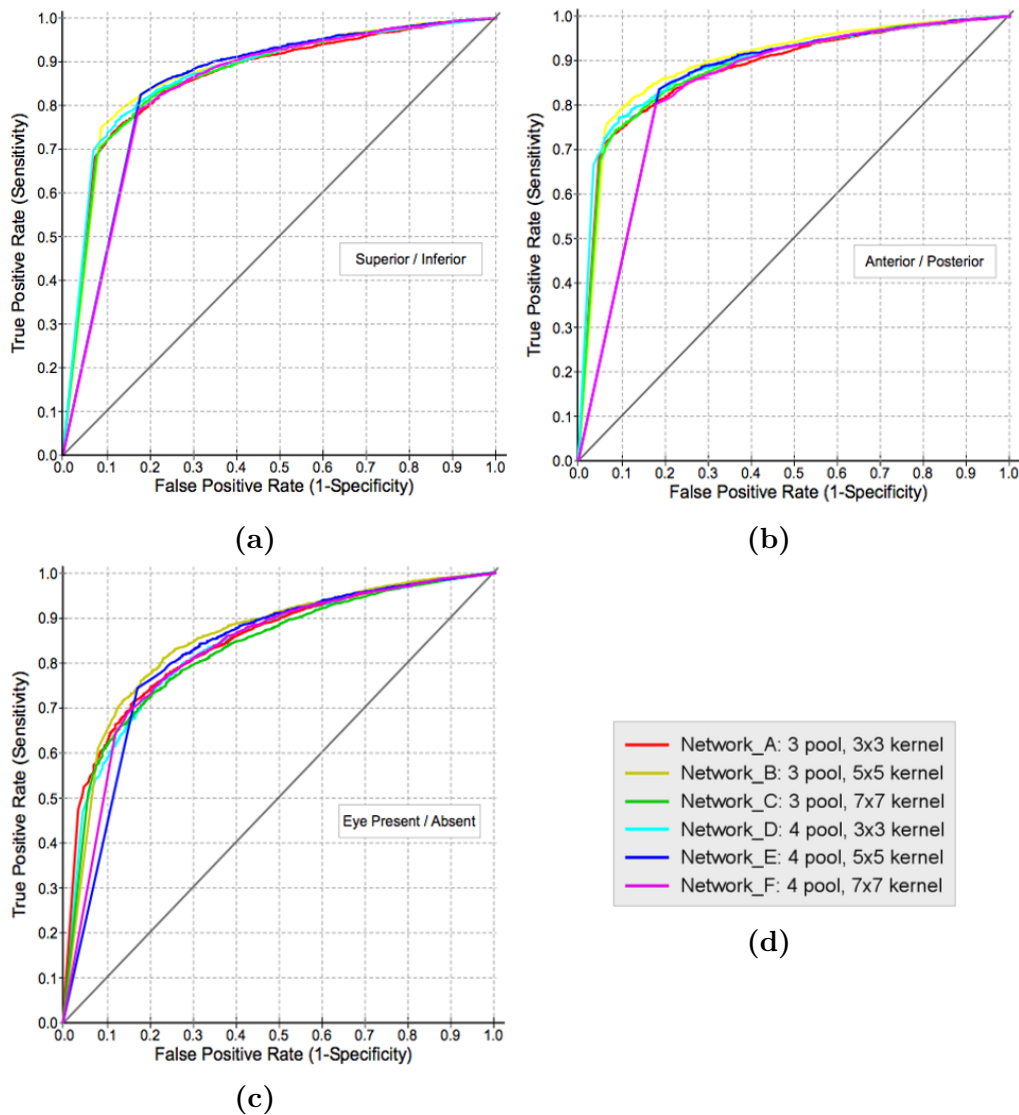 1.0
0.9
0.8
0.7
0.6
0.5
0.4
0.3
0.2
0.1
0.0
True Positive Rate (Sensitivity)
Superior / Inferior
0.0 0.1 0.2 0.3 0.4 0.5 0.6 0.7 0.8 0.9 1.0
False Positive Rate (1-Specificity)
(a)
1.0
0.9
0.8
0.7
0.6
0.5
0.4
0.3
0.2
0.1
0.0
True Positive Rate (Sensitivity)
Anterior / Posterior
0.0 0.1 0.2 0.3 0.4 0.5 0.6 0.7 0.8 0.9 1.0
False Positive Rate (1-Specificity)
(b)
1.0
0.9
0.8
0.7
0.6
0.5
0.4
0.3
0.2
0.1
0.0
True Positive Rate (Sensitivity)
Eye Present / Absent
0.0 0.1 0.2 0.3 0.4 0.5 0.6 0.7 0.8 0.9 1.0
False Positive Rate (1-Specificity)
(c)
Network_A: 3 pool, 3x3 kernel
Network_B: 3 pool, 5x5 kernel
Network_C: 3 pool, 7x7 kernel
Network_D: 4 pool, 3x3 kernel
Network_E: 4 pool, 5x5 kernel
Network_F: 4 pool, 7x7 kernel
(d)